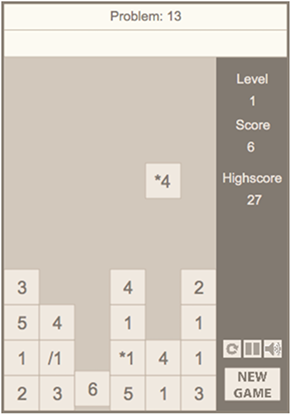 Problem: 13
Level
1
Score
6
Highscore
27
*4
3 4 2
5 4 1 1
1 /1 *1 4 1
2 3 6 5 1 3
NEW
GAME